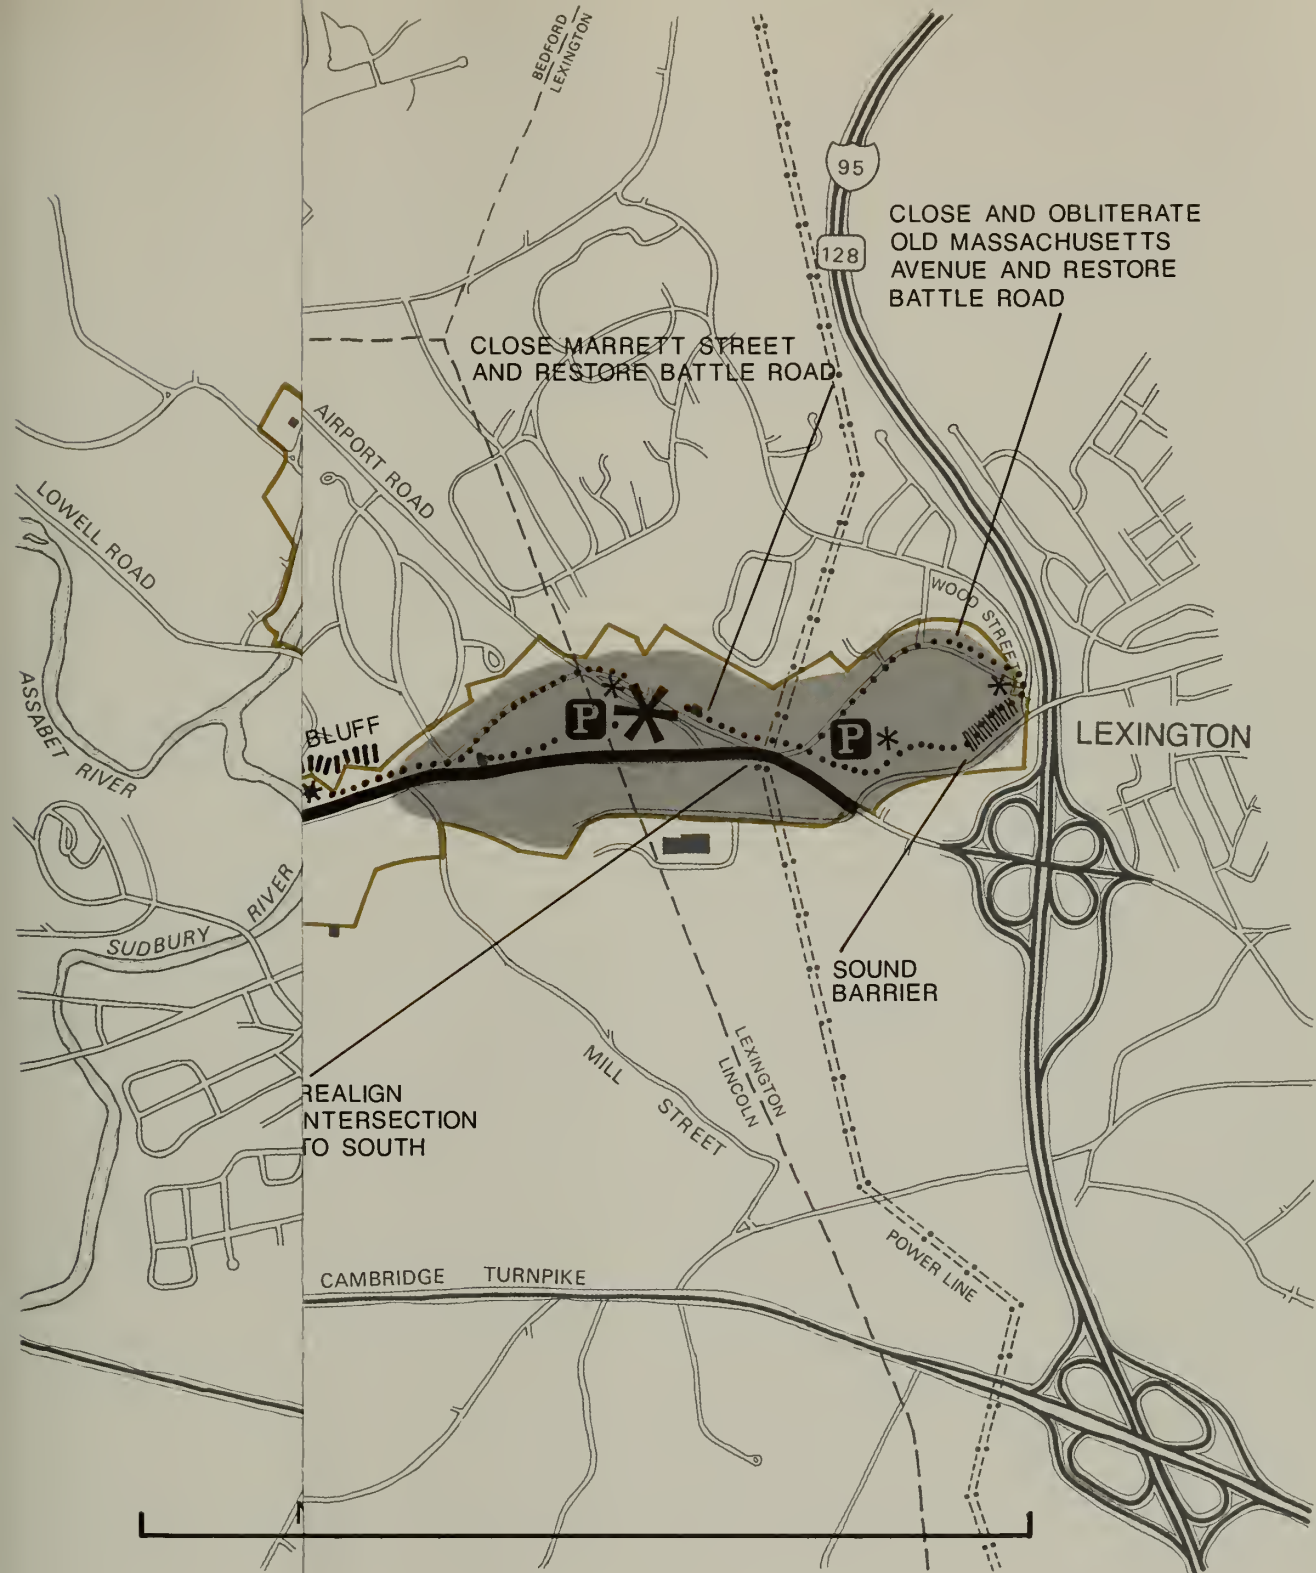 BEDFORD
LEXINGTON
95
128
CLOSE AND OBLITERATE
OLD MASSACHUSETTS
AVENUE AND RESTORE
BATTLE ROAD
CLOSE MARRETT STREET
AND RESTORE BATTLE ROAD
AIRPORT ROAD
LOWELL ROAD
WOOD STREET
ASSABET RIVER
BLUFF
P
P
LEXINGTON
SUDBURY RIVER
SOUND
BARRIER
REALIGN
NTERSECTION
TO SOUTH
MILL STREET
LEXINGTON
LINCOLN
POWER LINE
CAMBRIDGE TURNPIKE